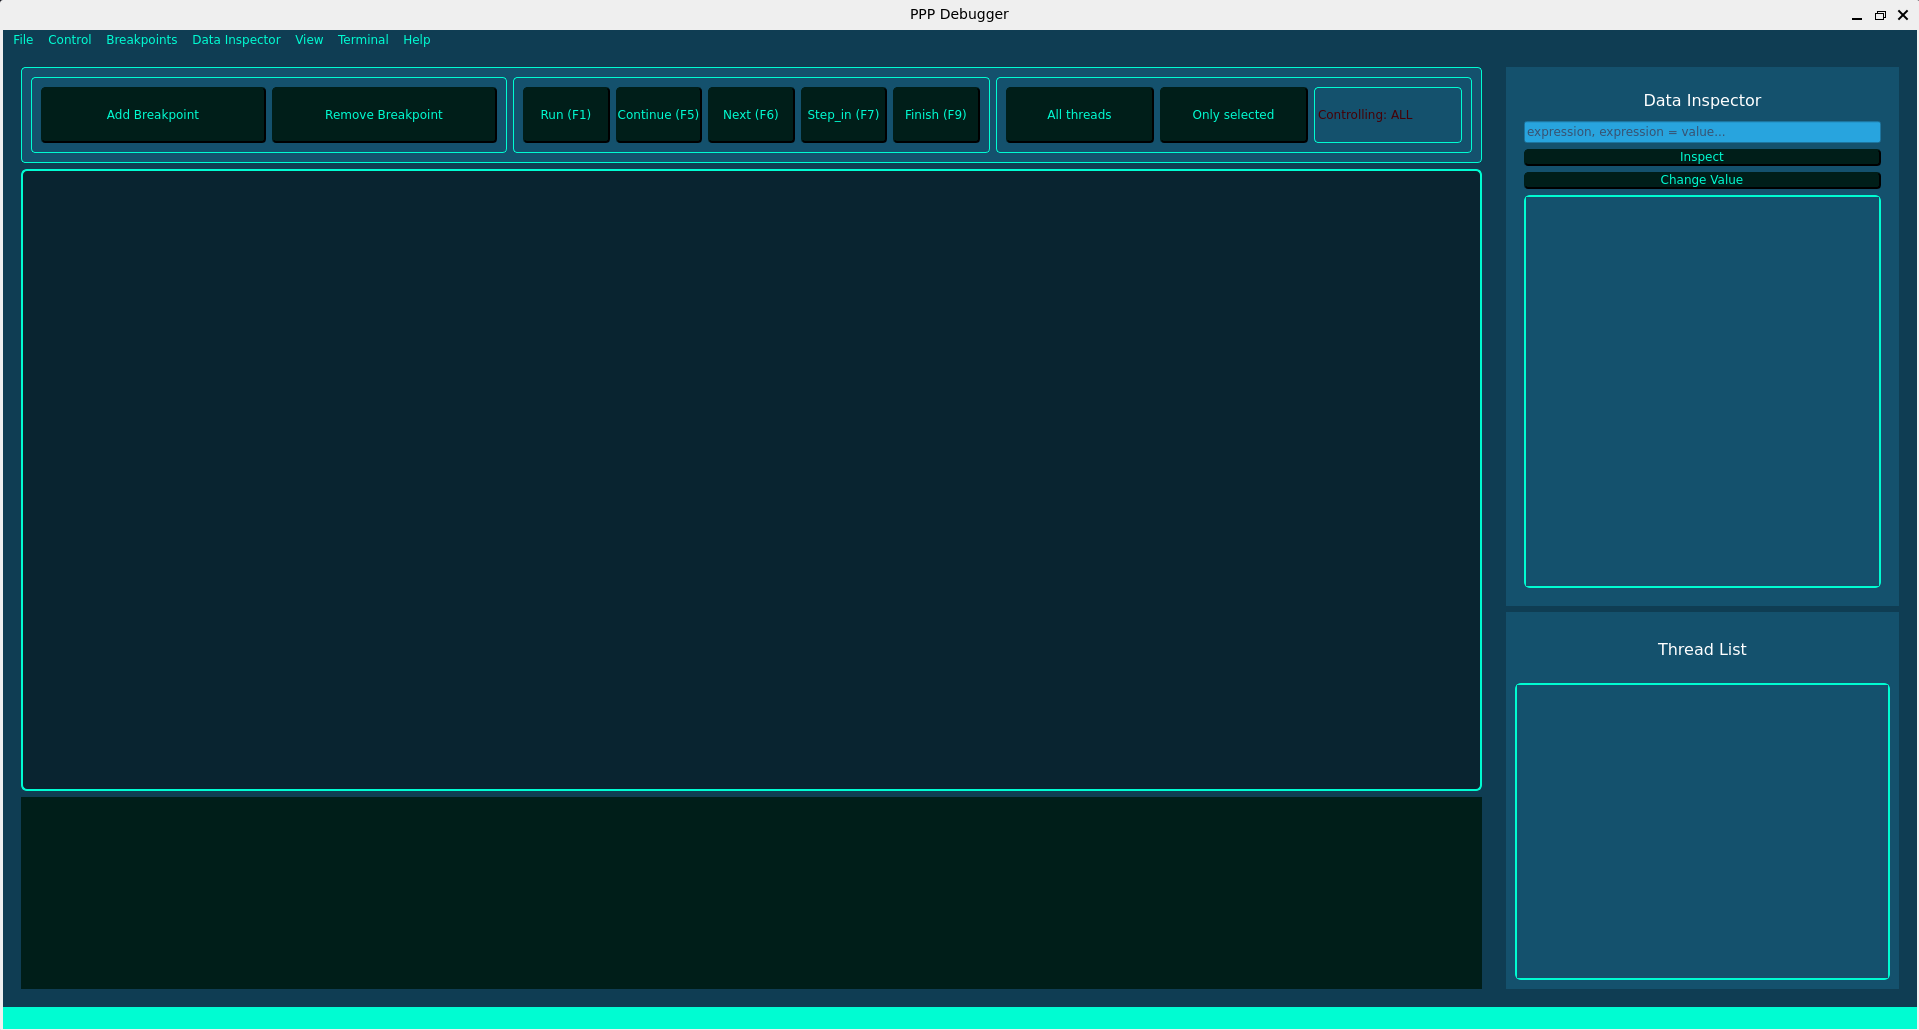 PPP Debugger
File Control Breakpoints Data Inspector View Terminal Help
Add Breakpoint Remove Breakpoint Run (F1) Continue (F5) Next (F6) Step_in (F7) Finish (F9) All threads Only selected Controlling: ALL
Data Inspector
expression, expression = value...
Inspect
Change Value
Thread List